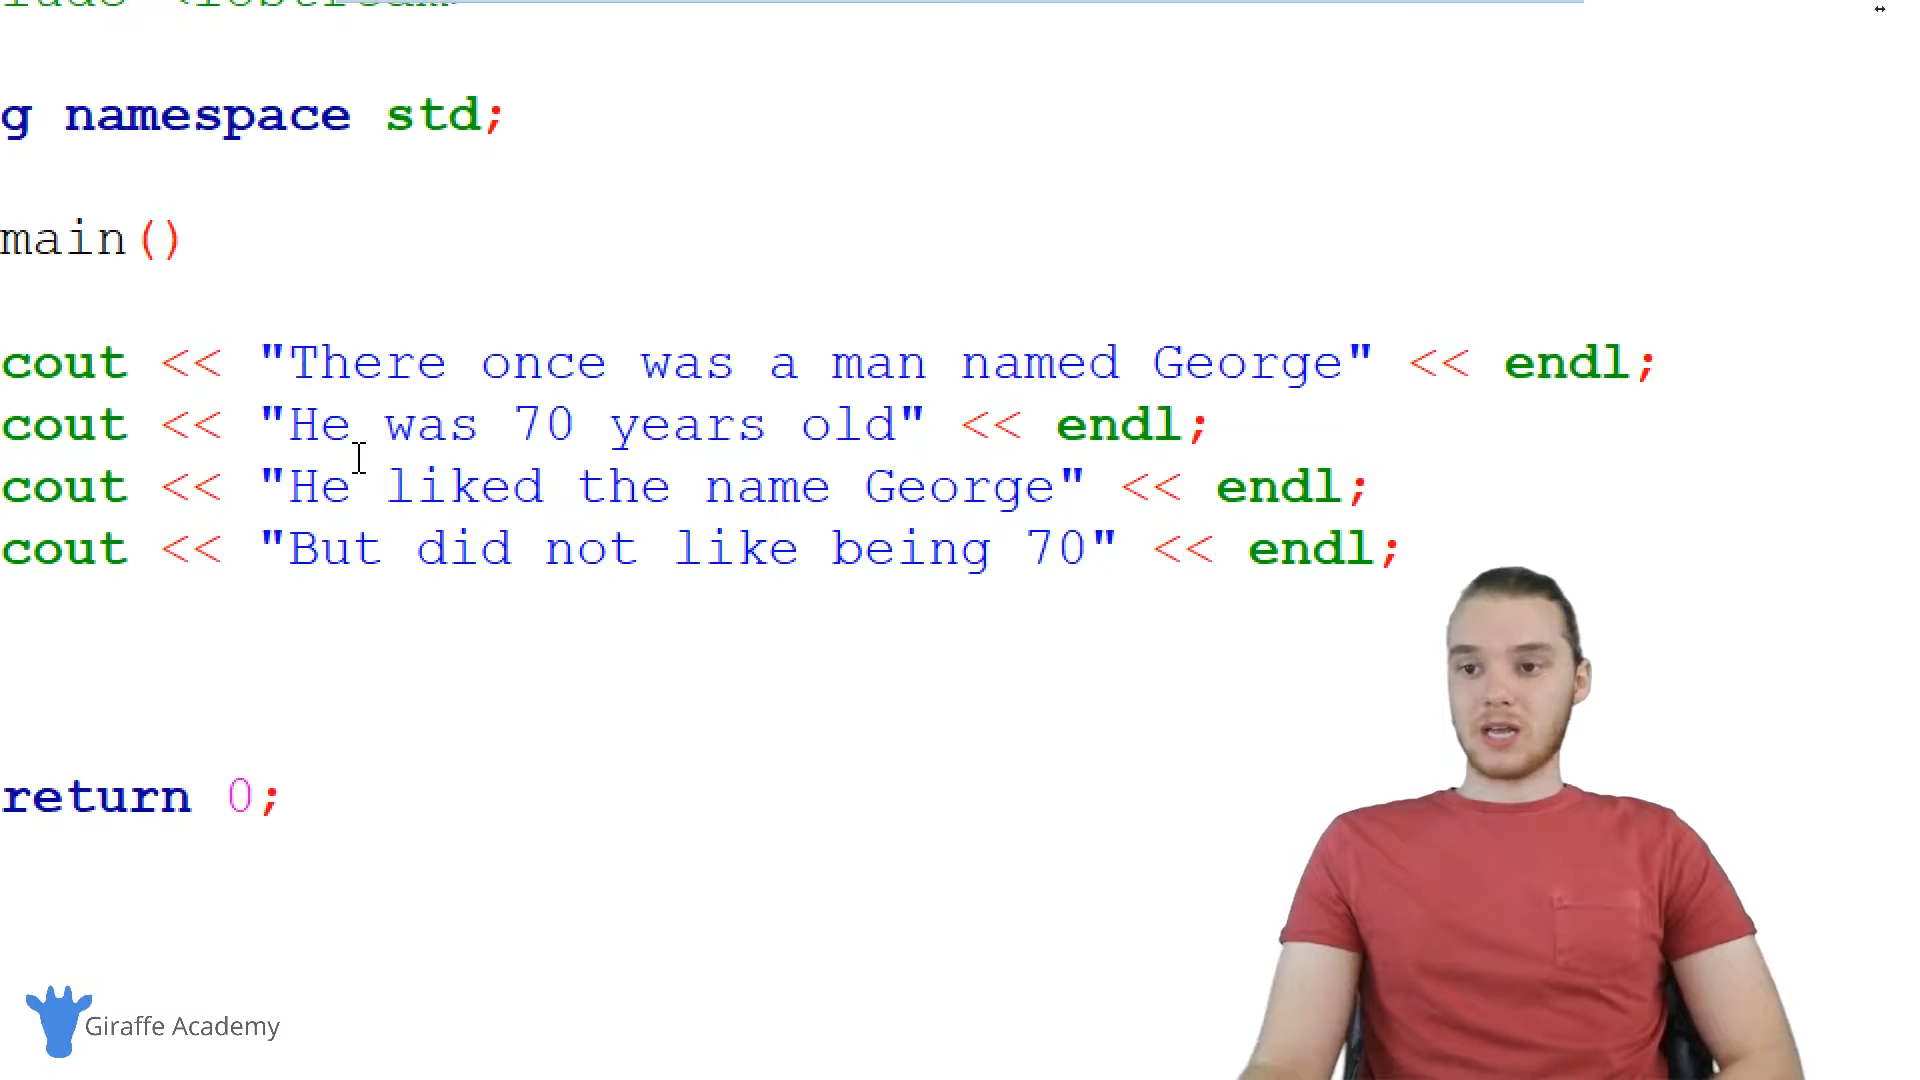 g namespace std;
main()
cout << "There once was a man named George" << endl;
cout << "He was 70 years old" << endl;
cout << "He liked the name George" << endl;
cout << "But did not like being 70" << endl;
return 0;
Giraffe Academy